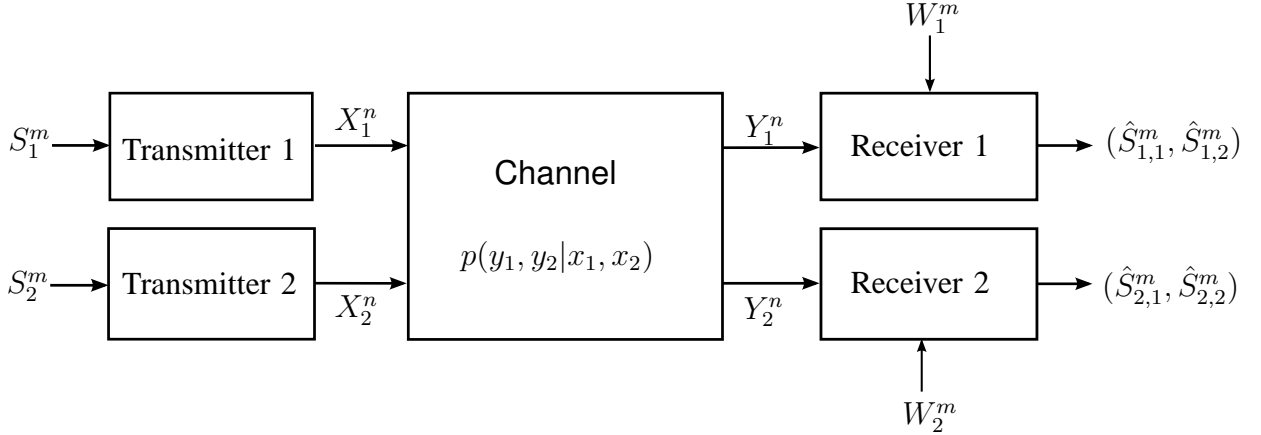 W_1^m
S_1^m
Transmitter 1
X_1^n
Channel
p(y_1, y_2|x_1, x_2)
Y_1^n
Receiver 1
(Ŝ_{1,1}^m, Ŝ_{1,2}^m)
S_2^m
Transmitter 2
X_2^n
Y_2^n
Receiver 2
(Ŝ_{2,1}^m, Ŝ_{2,2}^m)
W_2^m